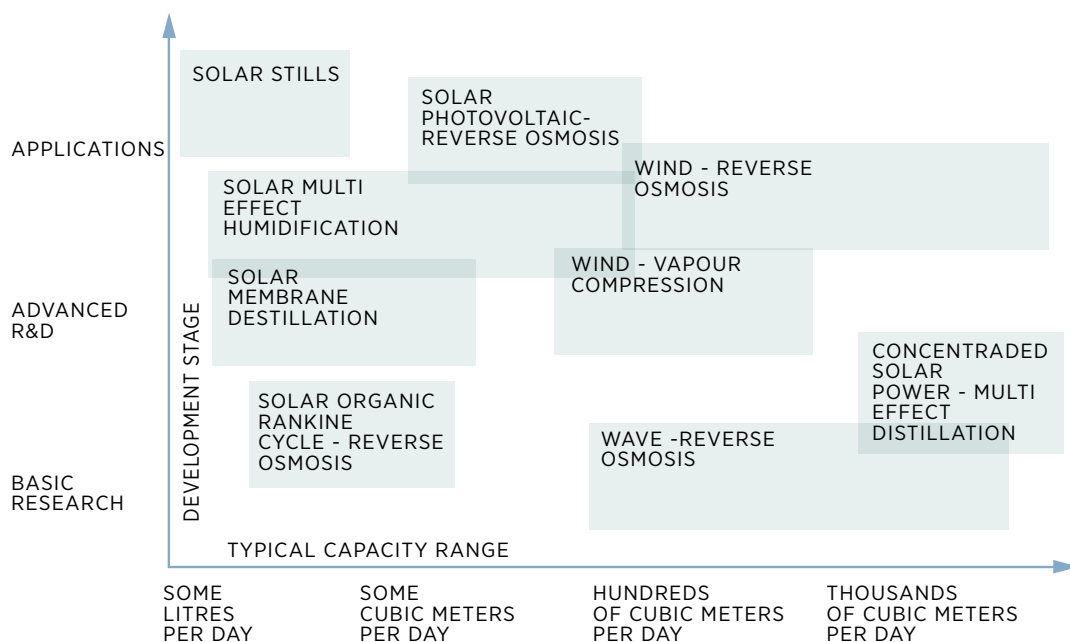 SOLAR STILLS
SOLAR
PHOTOVOLTAIC-
REVERSE OSMOSIS
APPLICATIONS
WIND - REVERSE
OSMOSIS
SOLAR MULTI
EFFECT
HUMIDIFICATION
SOLAR
MEMBRANE
DESTILLATION
WIND - VAPOUR
COMPRESSION
ADVANCED
R&D
DEVELOPMENT STAGE
CONCENTRADED
SOLAR
POWER - MULTI
EFFECT
DISTILLATION
SOLAR ORGANIC
RANKINE
CYCLE - REVERSE
OSMOSIS
WAVE -REVERSE
OSMOSIS
BASIC
RESEARCH
TYPICAL CAPACITY RANGE
SOME
LITRES
PER DAY
SOME
CUBIC METERS
PER DAY
HUNDREDS
OF CUBIC METERS
PER DAY
THOUSANDS
OF CUBIC METERS
PER DAY